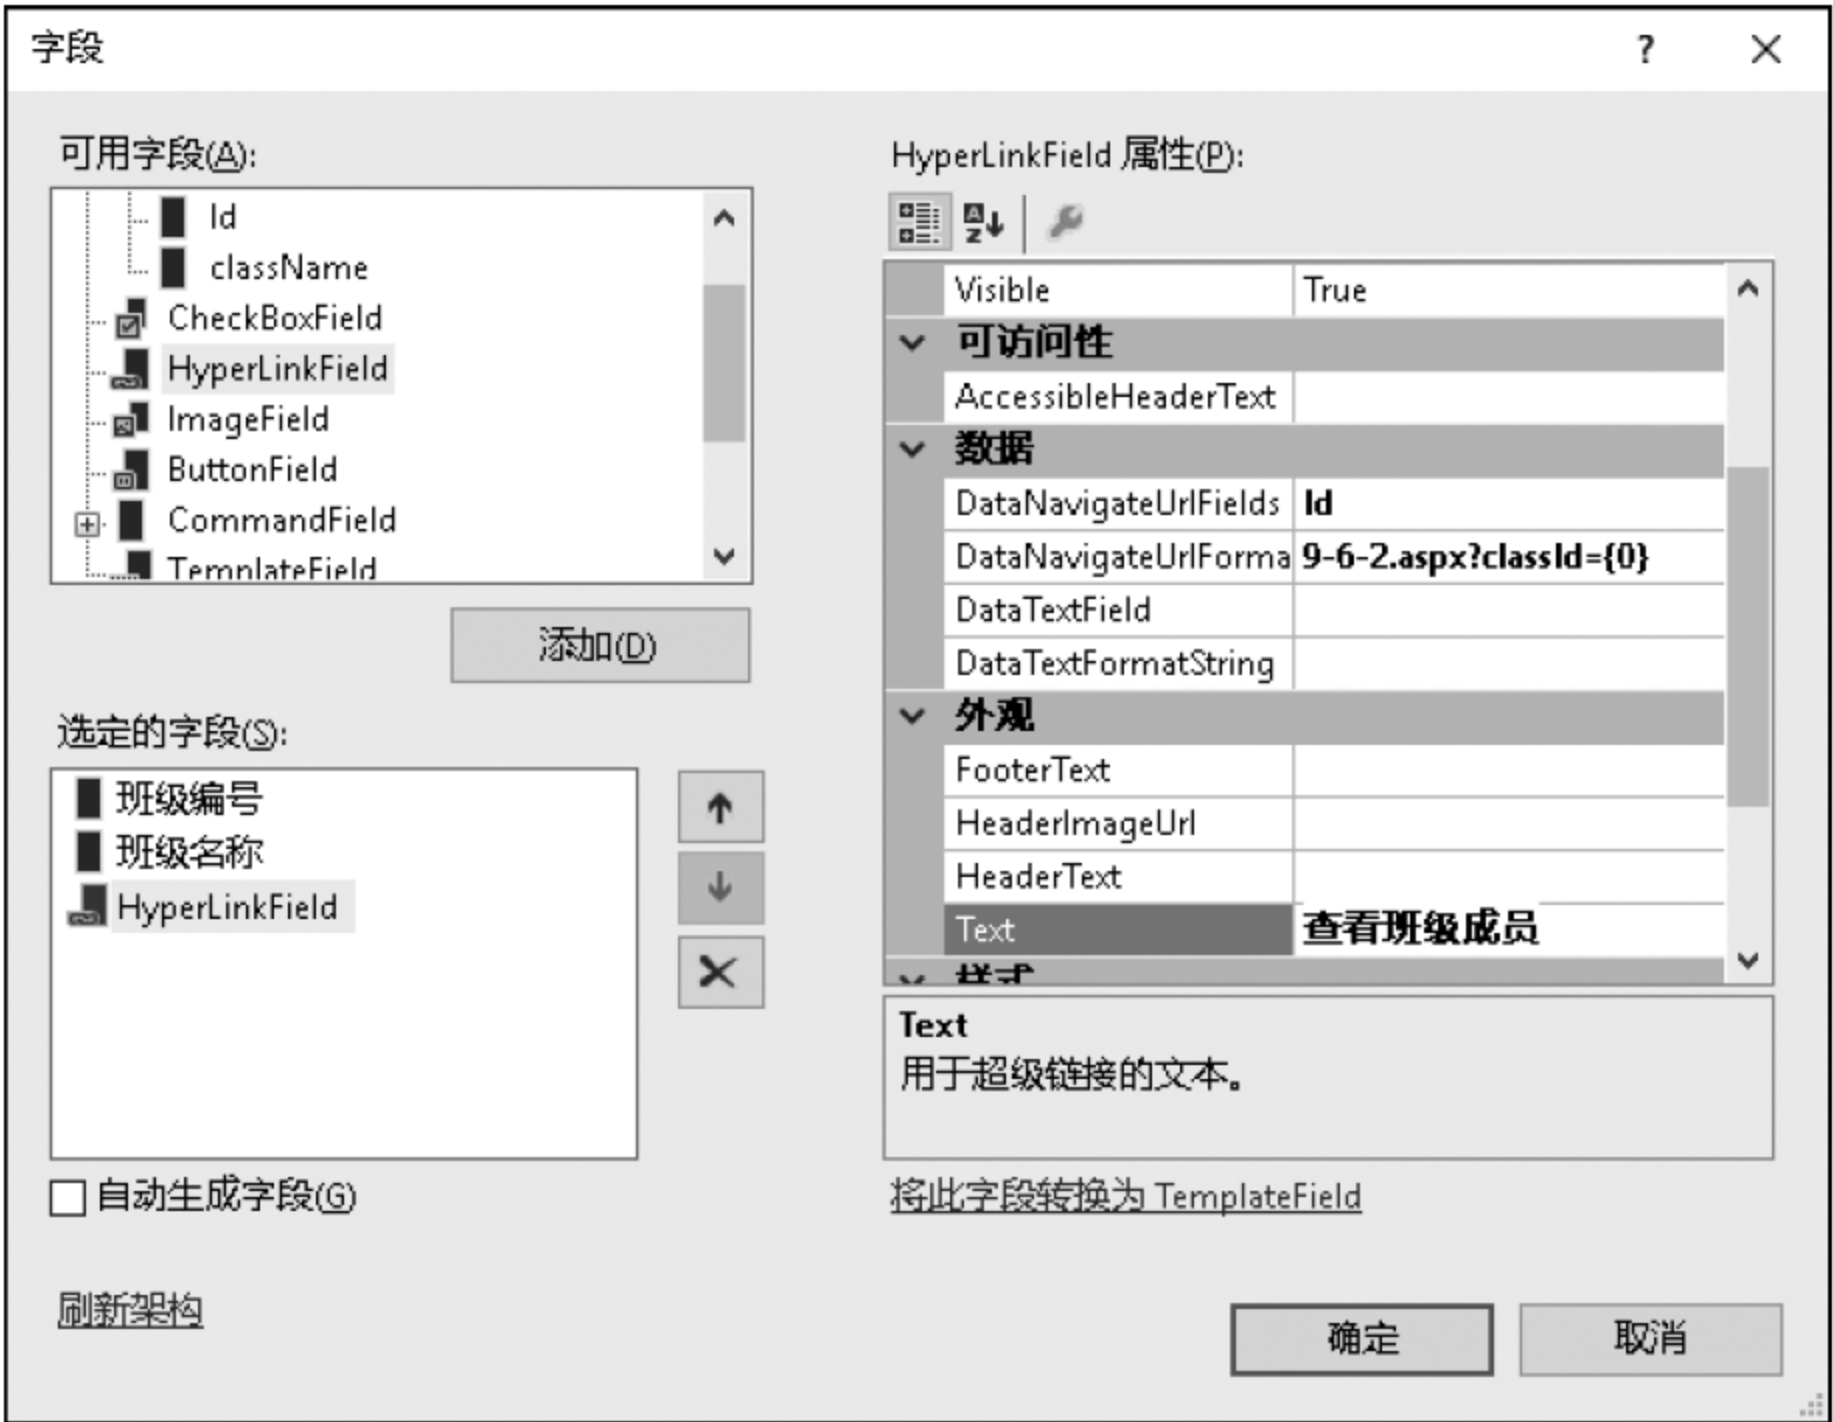 字段
?
可用字段(A):
Id
className
CheckBoxField
HyperLinkField
ImageField
ButtonField
CommandField
TemplateField
添加(D)
选定的字段(S):
班级编号
班级名称
HyperLinkField
自动生成字段(G)
刷新架构
HyperLinkField 属性(P):
Visible True
可访问性
AccessibleHeaderText
数据
DataNavigateUrlFields Id
DataNavigateUrlForma 9-6-2.aspx?classId={0}
DataTextField
DataTextFormatString
外观
FooterText
HeaderImageUrl
HeaderText
Text 查看班级成员
样式
Text
用于超级链接的文本。
将此字段转换为 TemplateField
确定 取消